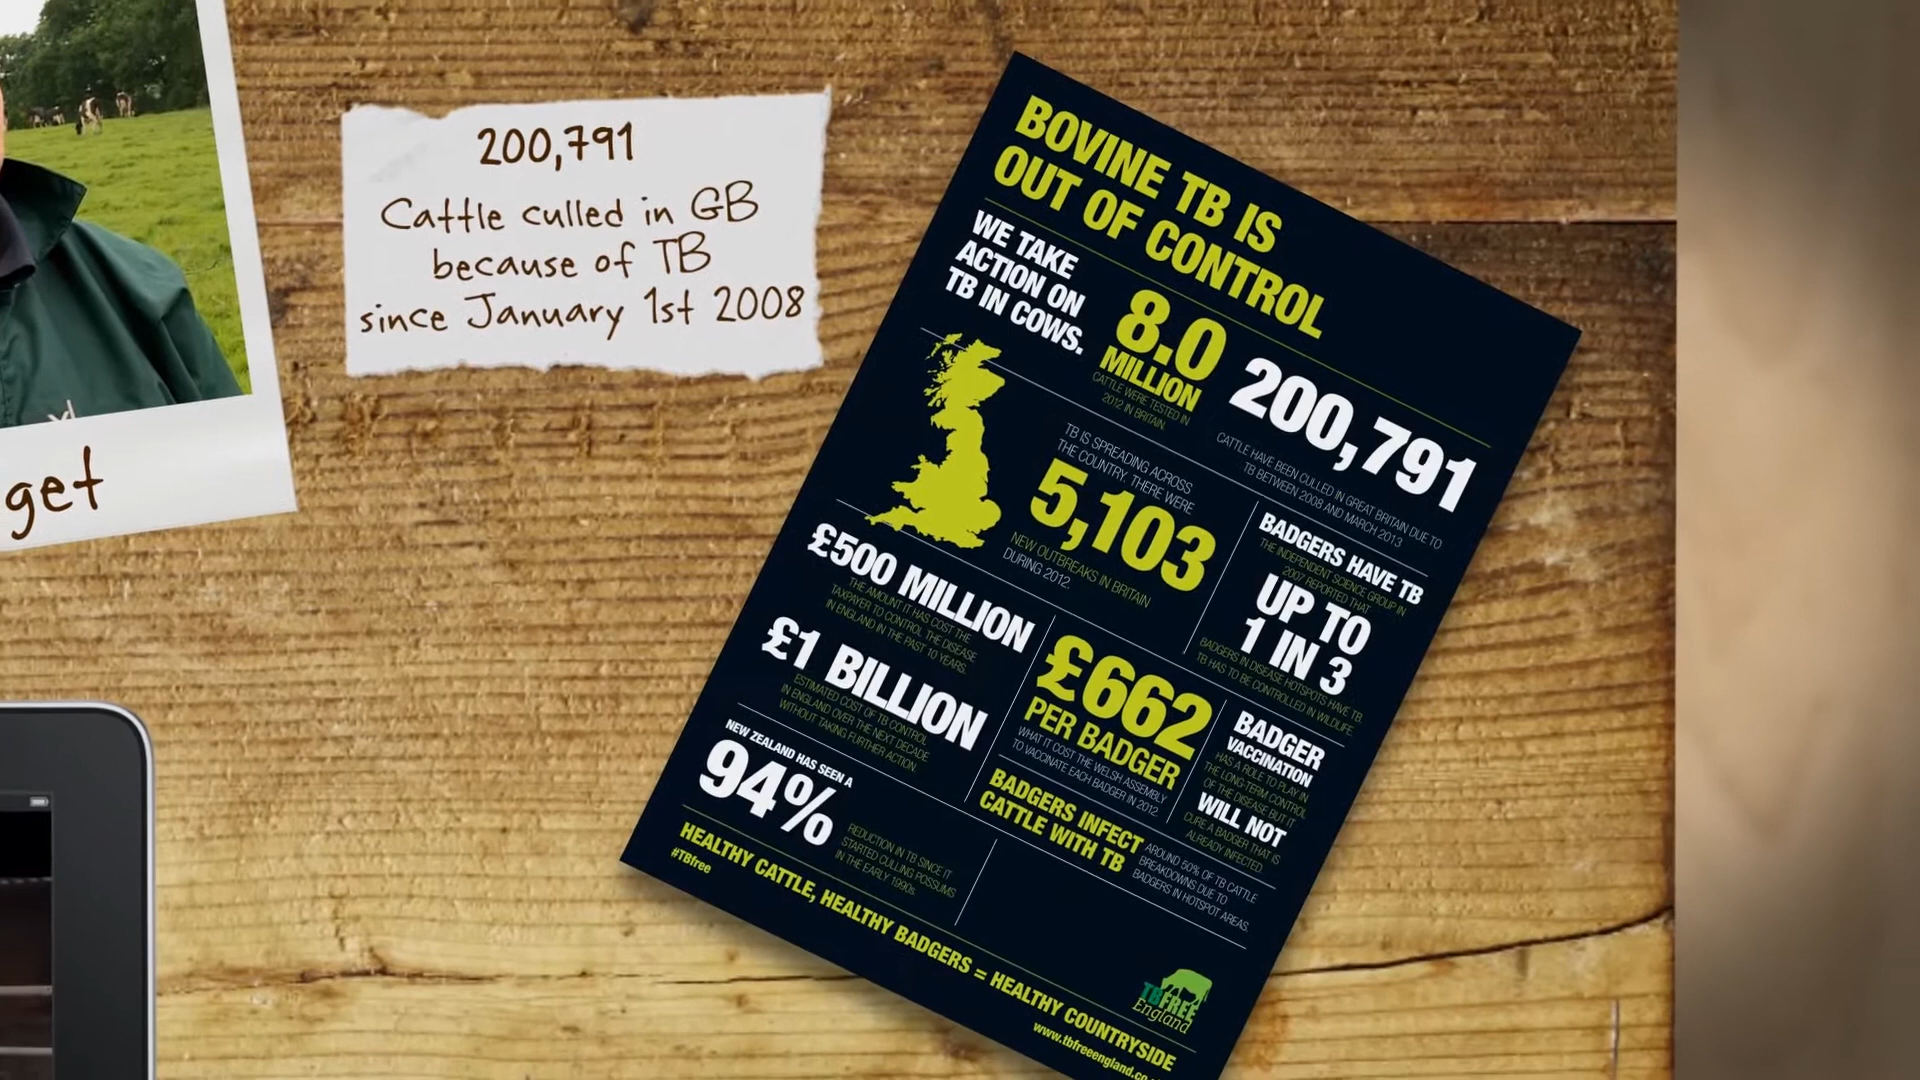 get
200,791
Cattle culled in GB
because of TB
since January 1st 2008
BOVINE TB IS
OUT OF CONTROL
WE TAKE
ACTION ON
TB IN COWS.
8.0
MILLION
CATTLE WERE TESTED IN
2012 IN BRITAIN.
200,791
CATTLE HAVE BEEN CULLED IN GREAT BRITAIN DUE TO
TB BETWEEN 2008 AND MARCH 2013
TB IS SPREADING ACROSS
THE COUNTRY. THERE WERE
5,103
NEW OUTBREAKS IN BRITAIN
DURING 2012.
BADGERS HAVE TB
THE INDEPENDENT SCIENCE GROUP IN
2007 REPORTED THAT
UP TO
1 IN 3
BADGERS IN DISEASE HOTSPOTS HAVE TB.
TB HAS TO BE CONTROLLED IN WILDLIFE.
£500 MILLION
THE AMOUNT IT HAS COST THE
TAXPAYER TO CONTROL THE DISEASE
IN ENGLAND IN THE PAST 10 YEARS.
£1 BILLION
ESTIMATED COST OF TB CONTROL
IN ENGLAND OVER THE NEXT DECADE
WITHOUT TAKING FURTHER ACTION.
£662
PER BADGER
WHAT IT COST THE WELSH ASSEMBLY
TO VACCINATE EACH BADGER IN 2012.
BADGER
VACCINATION
HAS A ROLE TO PLAY IN
THE LONG-TERM CONTROL
OF THE DISEASE BUT IT
WILL NOT
CURE A BADGER THAT IS
ALREADY INFECTED.
NEW ZEALAND HAS SEEN A
94%
REDUCTION IN TB SINCE IT
STARTED CULLING POSSUMS
IN THE EARLY 1990s.
BADGERS INFECT
CATTLE WITH TB
AROUND 50% OF TB CATTLE
BREAKDOWNS DUE TO
BADGERS IN HOTSPOT AREAS.
HEALTHY CATTLE, HEALTHY BADGERS = HEALTHY COUNTRYSIDE
#TBfree
TBFREE
England
www.tbfreeengland.co.